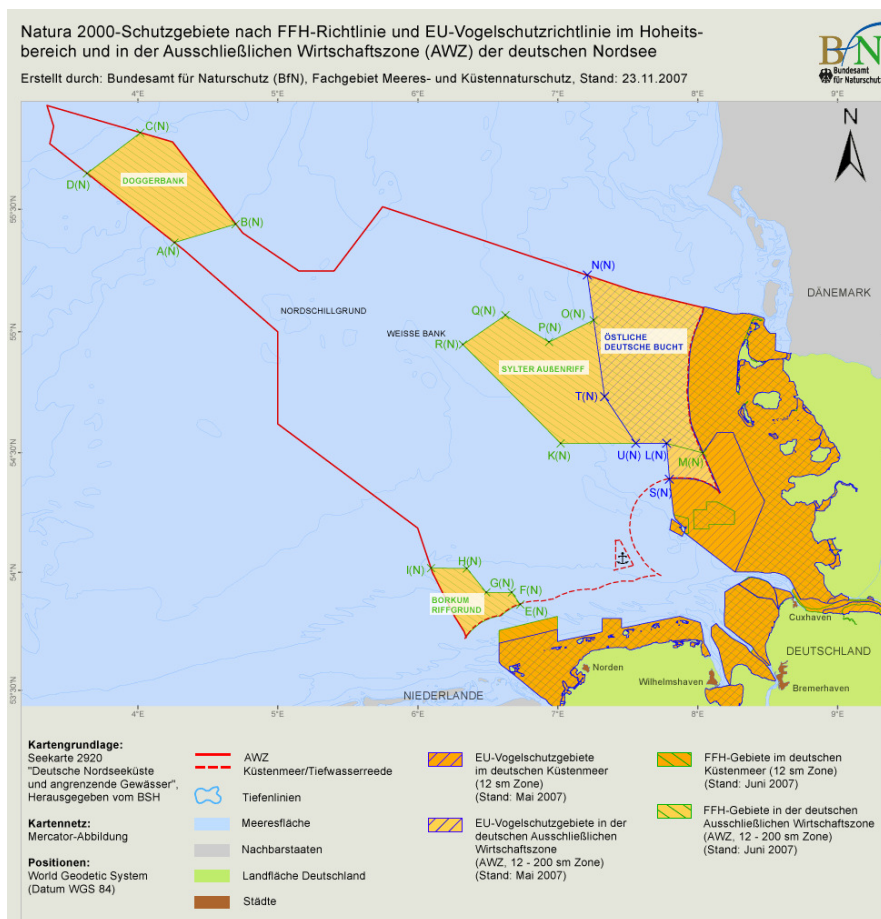 Natura 2000-Schutzgebiete nach FFH-Richtlinie und EU-Vogelschutzrichtlinie im Hoheits-
bereich und in der Ausschließlichen Wirtschaftszone (AWZ) der deutschen Nordsee
Erstellt durch: Bundesamt für Naturschutz (BfN), Fachgebiet Meeres- und Küstennaturschutz, Stand: 23.11.2007
BfN
Bundesamt
für Naturschutz
4°E
5°E
6°E
7°E
8°E
9°E
N
C(N)
D(N)
DOGGERBANK
B(N)
A(N)
55°30'N
N(N)
DÄNEMARK
NORDSCHILLGRUND
Q(N)
O(N)
P(N)
WEISSE BANK
55°N
R(N)
ÖSTLICHE
DEUTSCHE BUCHT
SYLTER AUßENRIFF
T(N)
54°30'N
K(N)
U(N)
L(N)
M(N)
S(N)
54°N
I(N)
H(N)
G(N)
F(N)
BORKUM
RIFFGRUND
E(N)
Cuxhaven
DEUTSCHLAND
Norden
Wilhelmshaven
Bremerhaven
53°30'N
NIEDERLANDE
4°E
5°E
6°E
7°E
8°E
9°E
Kartengrundlage:
Seekarte 2920
"Deutsche Nordseeküste
und angrenzende Gewässer",
Herausgegeben vom BSH
Kartennetz:
Mercator-Abbildung
Positionen:
World Geodetic System
(Datum WGS 84)
AWZ
Küstenmeer/Tiefwasserreede
Tiefenlinien
Meeresfläche
Nachbarstaaten
Landfläche Deutschland
Städte
EU-Vogelschutzgebiete
im deutschen Küstenmeer
(12 sm Zone)
(Stand: Mai 2007)
EU-Vogelschutzgebiete in der
deutschen Ausschließlichen
Wirtschaftszone
(AWZ, 12 - 200 sm Zone)
(Stand: Mai 2007)
FFH-Gebiete im deutschen
Küstenmeer (12 sm Zone)
(Stand: Juni 2007)
FFH-Gebiete in der deutschen
Ausschließlichen Wirtschaftszone
(AWZ, 12 - 200 sm Zone)
(Stand: Juni 2007)